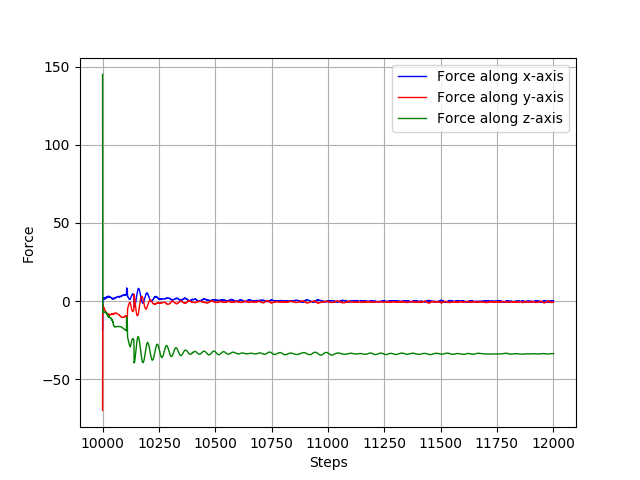 150
100
50
0
−50
Force
Force along x-axis
Force along y-axis
Force along z-axis
10000 10250 10500 10750 11000 11250 11500 11750 12000
Steps